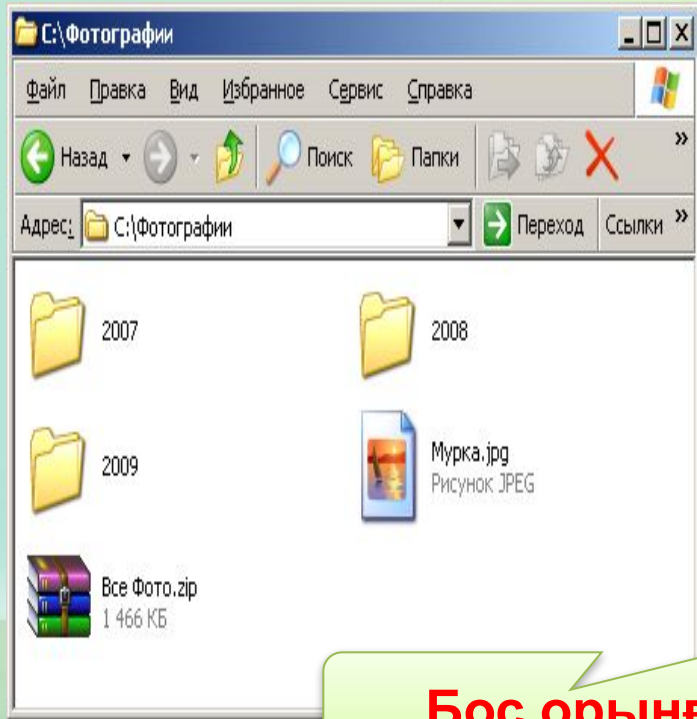 C:\Фотографии
Файл Правка Вид Избранное Сервис Справка
Назад Поиск Папки »
Адрес: C:\Фотографии Переход Ссылки »
2007
2008
2009
Мурка.jpg
Рисунок JPEG
Все Фото.zip
1 466 КБ
Бос